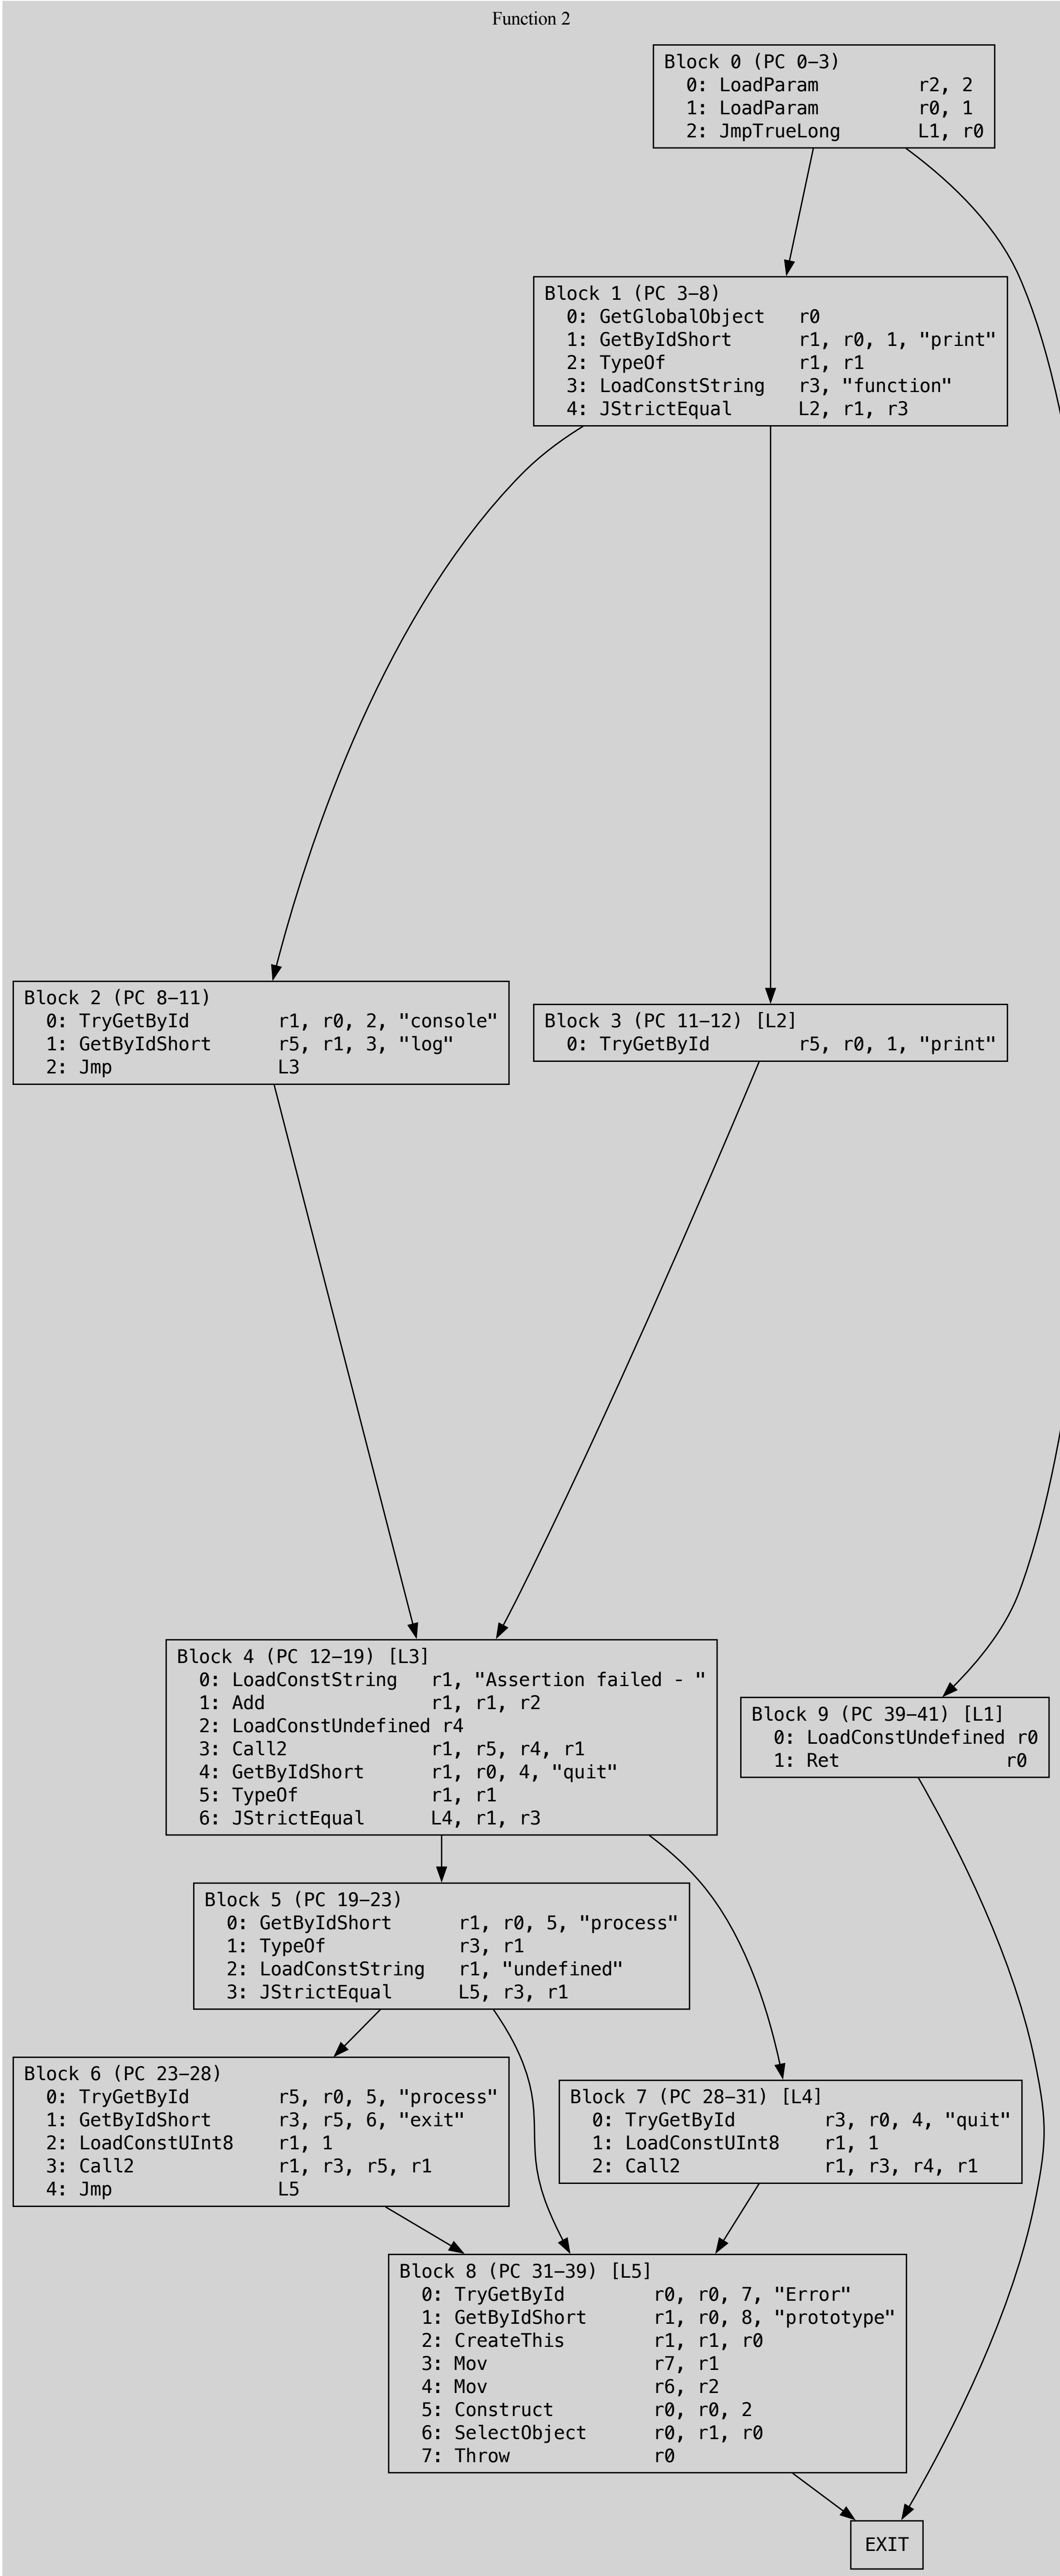 Function 2
Block 0 (PC 0-3)
0: LoadParam r2, 2
1: LoadParam r0, 1
2: JmpTrueLong L1, r0
Block 1 (PC 3-8)
0: GetGlobalObject r0
1: GetByIdShort r1, r0, 1, "print"
2: TypeOf r1, r1
3: LoadConstString r3, "function"
4: JStrictEqual L2, r1, r3
Block 2 (PC 8-11)
0: TryGetById r1, r0, 2, "console"
1: GetByIdShort r5, r1, 3, "log"
2: Jmp L3
Block 3 (PC 11-12) [L2]
0: TryGetById r5, r0, 1, "print"
Block 4 (PC 12-19) [L3]
0: LoadConstString r1, "Assertion failed - "
1: Add r1, r1, r2
2: LoadConstUndefined r4
3: Call2 r1, r5, r4, r1
4: GetByIdShort r1, r0, 4, "quit"
5: TypeOf r1, r1
6: JStrictEqual L4, r1, r3
Block 9 (PC 39-41) [L1]
0: LoadConstUndefined r0
1: Ret r0
Block 5 (PC 19-23)
0: GetByIdShort r1, r0, 5, "process"
1: TypeOf r3, r1
2: LoadConstString r1, "undefined"
3: JStrictEqual L5, r3, r1
Block 6 (PC 23-28)
0: TryGetById r5, r0, 5, "process"
1: GetByIdShort r3, r5, 6, "exit"
2: LoadConstUInt8 r1, 1
3: Call2 r1, r3, r5, r1
4: Jmp L5
Block 7 (PC 28-31) [L4]
0: TryGetById r3, r0, 4, "quit"
1: LoadConstUInt8 r1, 1
2: Call2 r1, r3, r4, r1
Block 8 (PC 31-39) [L5]
0: TryGetById r0, r0, 7, "Error"
1: GetByIdShort r1, r0, 8, "prototype"
2: CreateThis r1, r1, r0
3: Mov r7, r1
4: Mov r6, r2
5: Construct r0, r0, 2
6: SelectObject r0, r1, r0
7: Throw r0
EXIT